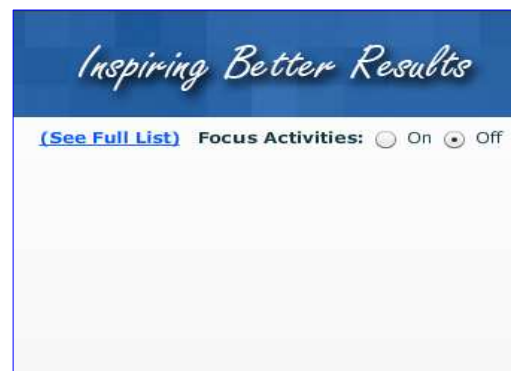 Inspiring Better Results
(See Full List) Focus Activities: On Off